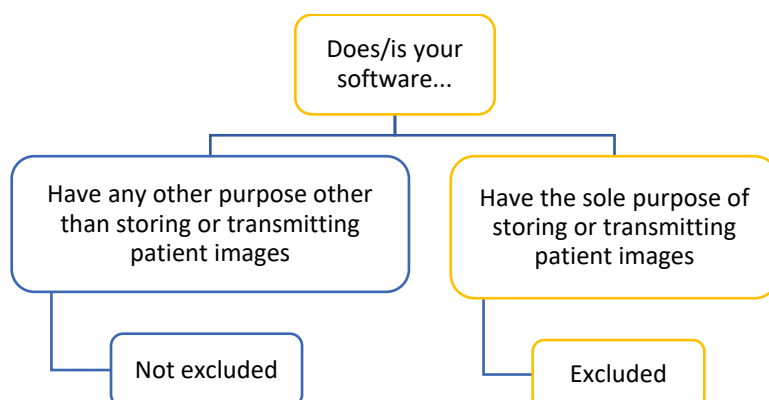 Does/is your
software...
Have any other purpose other
than storing or transmitting
patient images
Have the sole purpose of
storing or transmitting
patient images
Not excluded
Excluded